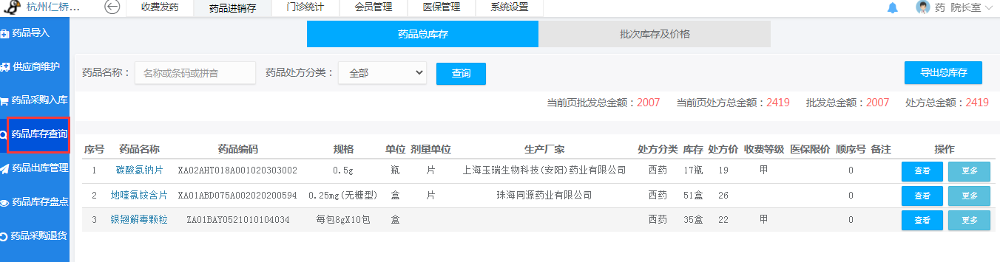 杭州仁桥... 收费发药 药品进销存 门诊统计 会员管理 医保管理 系统设置 药 院长室
药品导入
供应商维护
药品采购入库
药品库存查询
药品出库管理
药品库存盘点
药品采购退货
药品总库存 批次库存及价格
药品名称： 名称或条码或拼音 药品处方分类： 全部 查询 导出总库存
当前页批发总金额：2007 当前页处方总金额：2419 批发总金额：2007 处方总金额：2419
序号 药品名称 药品编码 规格 单位 剂量单位 生产厂家 处方分类 库存 处方价 收费等级 医保限价 顺序号 备注 操作
1 碳酸氢钠片 XA02AHT018A001020303002 0.5g 瓶 片 上海玉瑞生物科技(安阳)药业有限公司 西药 17瓶 19 甲 0 查看 更多
2 地喹氯铵含片 XA01ABD075A002020200594 0.25mg(无糖型) 盒 片 珠海同源药业有限公司 西药 51盒 26 0 查看 更多
3 银翘解毒颗粒 ZA01BAY0521010104034 每包8gX10包 盒 西药 35盒 22 甲 0 查看 更多